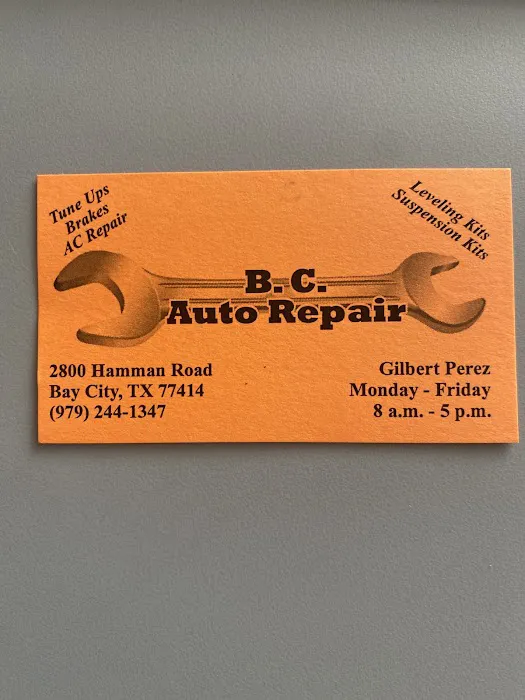 Tune Ups
Brakes
AC Repair
Leveling Kits
Suspension Kits
B. C.
Auto Repair
2800 Hamman Road
Bay City, TX 77414
(979) 244-1347
Gilbert Perez
Monday - Friday
8 a.m. - 5 p.m.